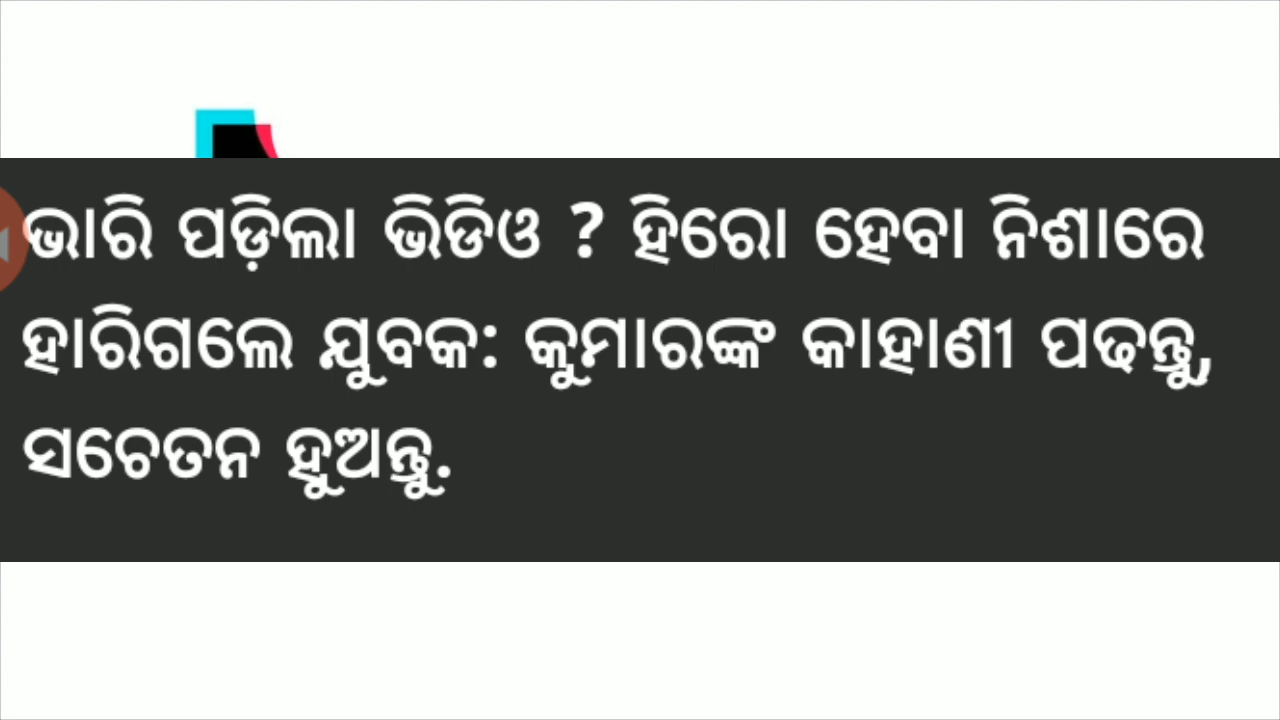 ଭାରି ପଡ଼ିଲା ଭିଡିଓ ? ହିରୋ ହେବା ନିଶାରେ
ହାରିଗଲେ ଯୁବକ: କୁମାରଙ୍କ କାହାଣୀ ପଢନ୍ତୁ,
ସଚେତନ ହୁଅନ୍ତୁ.